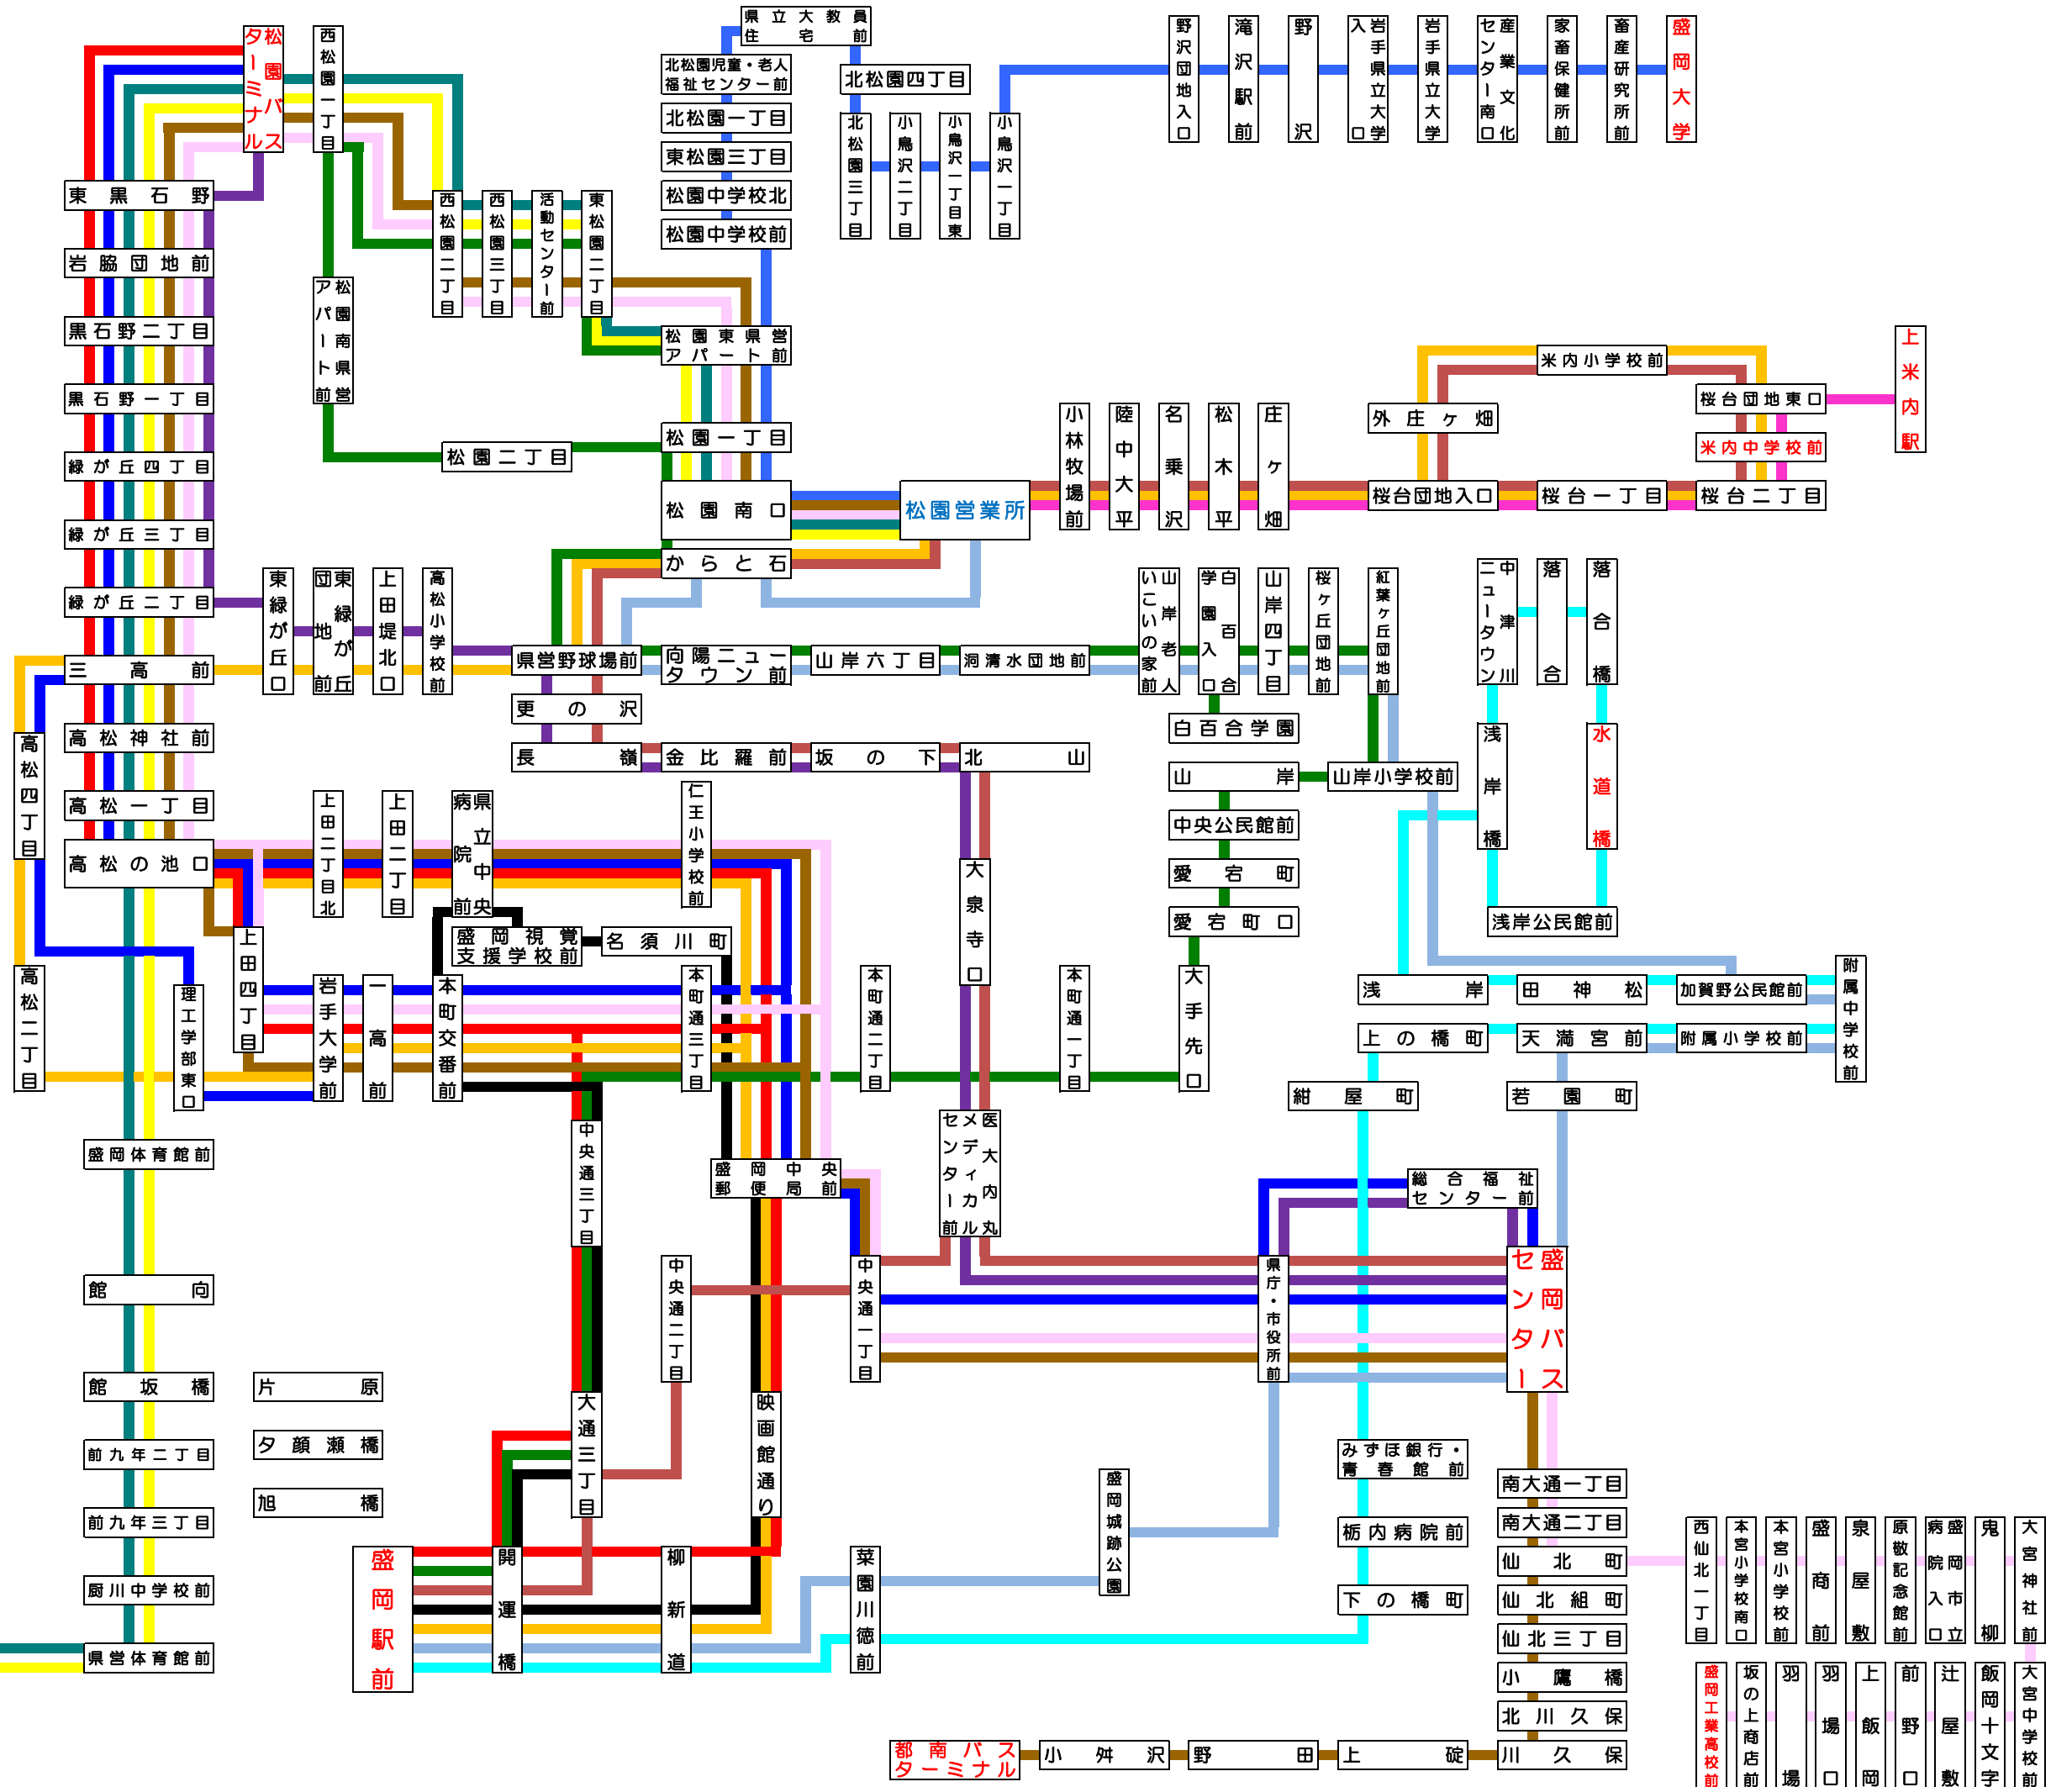 県立大教員住宅前
北松園児童・老人福祉センター前
北松園一丁目
東松園三丁目
松園中学校北
松園中学校前
北松園四丁目
北松園三丁目
小鳥沢二丁目
小鳥沢一丁目東
小鳥沢一丁目
野沢団地入口
滝沢駅前
野沢
岩手県立大学入口
岩手県立大学
産業文化センター南口
家畜保健所前
畜産研究所前
盛岡大学
松園バスターミナル
西松園一丁目
東黒石野
岩脇団地前
黒石野二丁目
黒石野一丁目
緑が丘四丁目
緑が丘三丁目
緑が丘二丁目
三高前
高松神社前
高松一丁目
高松の池口
西松園二丁目
西松園三丁目
活動センター前
東松園二丁目
松園南県営アパート前
松園二丁目
松園東県営アパート前
松園一丁目
松園南口
からと石
松園営業所
小林牧場前
陸中大平
名乗沢
松木平
庄ヶ畑
外庄ヶ畑
桜台団地入口
桜台一丁目
桜台二丁目
米内小学校前
桜台団地東口
米内中学校前
上米内駅
東緑が丘口
東緑が丘団地前
上田堤北口
高松小学校前
県営野球場前
向陽ニュータウン前
山岸六丁目
洞清水団地前
山岸老人いこいの家前
白百合学園入口
山岸四丁目
桜ヶ丘団地前
紅葉ヶ丘団地前
白百合学園
更の沢
長嶺
金比羅前
坂の下
北山
山岸
山岸小学校前
中央公民館前
愛宕町
愛宕町口
中津川ニュータウン
落合
落合橋
浅岸橋
水道橋
浅岸公民館前
高松四丁目
高松二丁目
上田二丁目北
上田二丁目
県立中央病院前
仁王小学校前
盛岡視覚支援学校前
名須川町
上田四丁目
理工学部東口
岩手大学前
一高前
本町交番前
本町通三丁目
本町通二丁目
本町通一丁目
大手先口
大泉寺口
浅岸
田神松
加賀野公民館前
附属中学校前
上の橋町
天満宮前
附属小学校前
紺屋町
若園町
盛岡体育館前
館向
館坂橋
前九年二丁目
前九年三丁目
厨川中学校前
県営体育館前
片原
夕顔瀬橋
旭橋
中央通三丁目
盛岡中央郵便局前
医大内丸メディカルセンター前
総合福祉センター前
盛岡バスセンター
中央通二丁目
中央通一丁目
県庁・市役所前
大通三丁目
映画館通り
盛岡駅前
開運橋
柳新道
菜園川徳前
盛岡城跡公園
みずほ銀行・青春館前
栃内病院前
下の橋町
南大通一丁目
南大通二丁目
仙北町
仙北組町
仙北三丁目
小鷹橋
北川久保
川久保
上碇
野田
小舛沢
都南バスターミナル
西仙北一丁目
本宮小学校南口
本宮小学校前
盛商前
泉屋敷
原敬記念館前
盛岡市立病院入口
鬼柳
大宮神社前
盛岡工業高校前
坂の上商店前
羽場
羽場口
上飯岡
前野口
辻屋敷
飯岡十文字
大宮中学校前